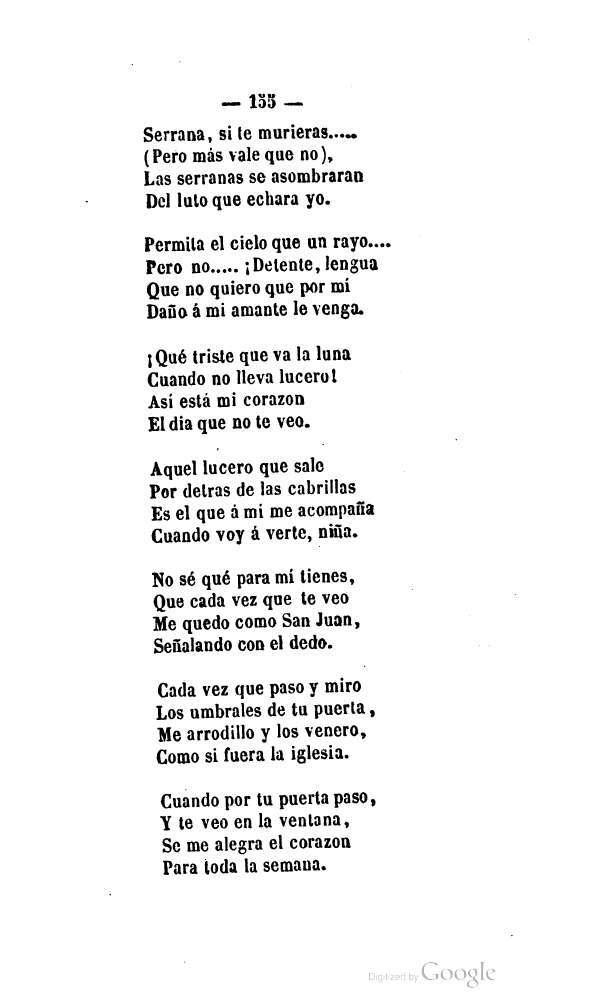 — 155 —
Serrana, si te murieras.....
(Pero más vale que no),
Las serranas se asombraran
Del luto que echara yo.
Permita el cielo que un rayo....
Pero no..... ¡Detente, lengua
Que no quiero que por mí
Daño á mi amante le venga.
¡Qué triste que va la luna
Cuando no lleva lucero!
Así está mi corazon
El dia que no te veo.
Aquel lucero que sale
Por detras de las cabrillas
Es el que á mí me acompaña
Cuando voy á verte, niña.
No sé qué para mí tienes,
Que cada vez que te veo
Me quedo como San Juan,
Señalando con el dedo.
Cada vez que paso y miro
Los umbrales de tu puerta,
Me arrodillo y los venero,
Como si fuera la iglesia.
Cuando por tu puerta paso,
Y te veo en la ventana,
Se me alegra el corazon
Para toda la semana.
Digitized by Google